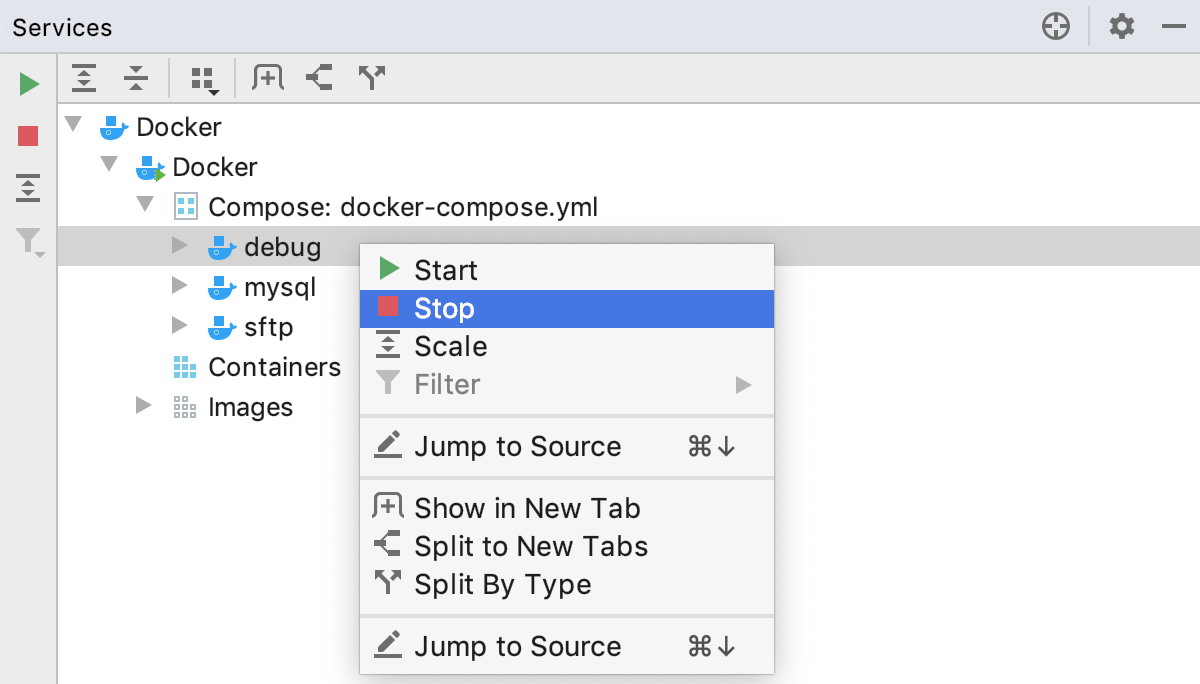 Services
Docker
Docker
Compose: docker-compose.yml
debug
mysql
sftp
Containers
Images
Start
Stop
Scale
Filter
Jump to Source ⌘↓
Show in New Tab
Split to New Tabs
Split By Type
Jump to Source ⌘↓